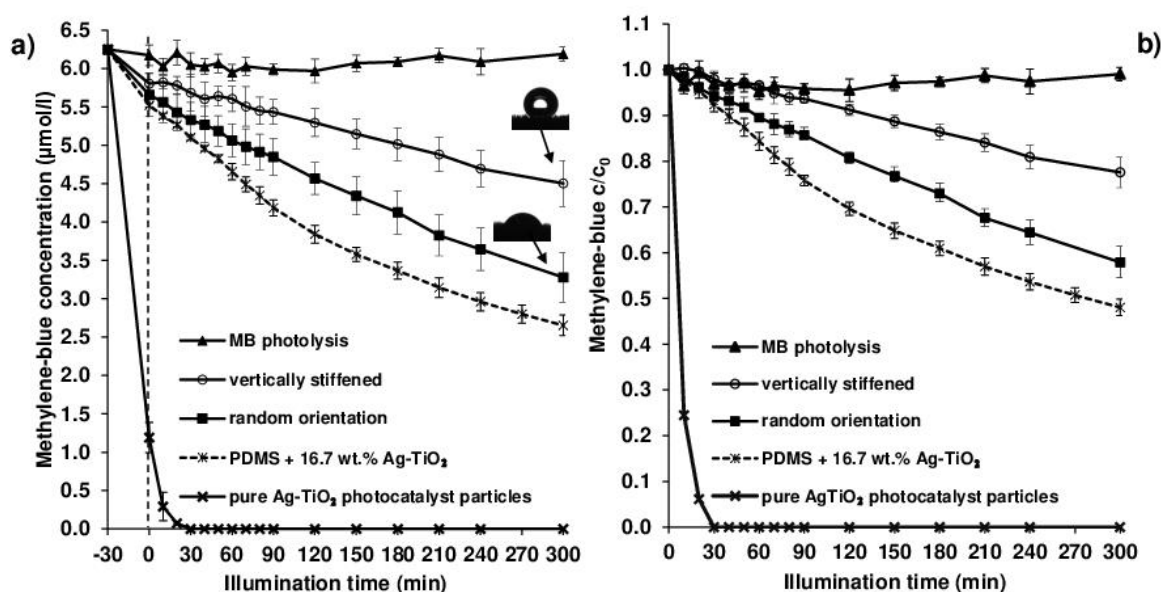 a)
Methylene-blue concentration (µmol/l)
6.5
6.0
5.5
5.0
4.5
4.0
3.5
3.0
2.5
2.0
1.5
1.0
0.5
0.0
MB photolysis
vertically stiffened
random orientation
PDMS + 16.7 wt.% Ag-TiO₂
pure Ag-TiO₂ photocatalyst particles
-30 0 30 60 90 120 150 180 210 240 270 300
Illumination time (min)
b)
Methylene-blue c/c₀
1.1
1.0
0.9
0.8
0.7
0.6
0.5
0.4
0.3
0.2
0.1
0.0
MB photolysis
vertically stiffened
random orientation
PDMS + 16.7 wt.% Ag-TiO₂
pure AgTiO₂ photocatalyst particles
0 30 60 90 120 150 180 210 240 270 300
Illumination time (min)